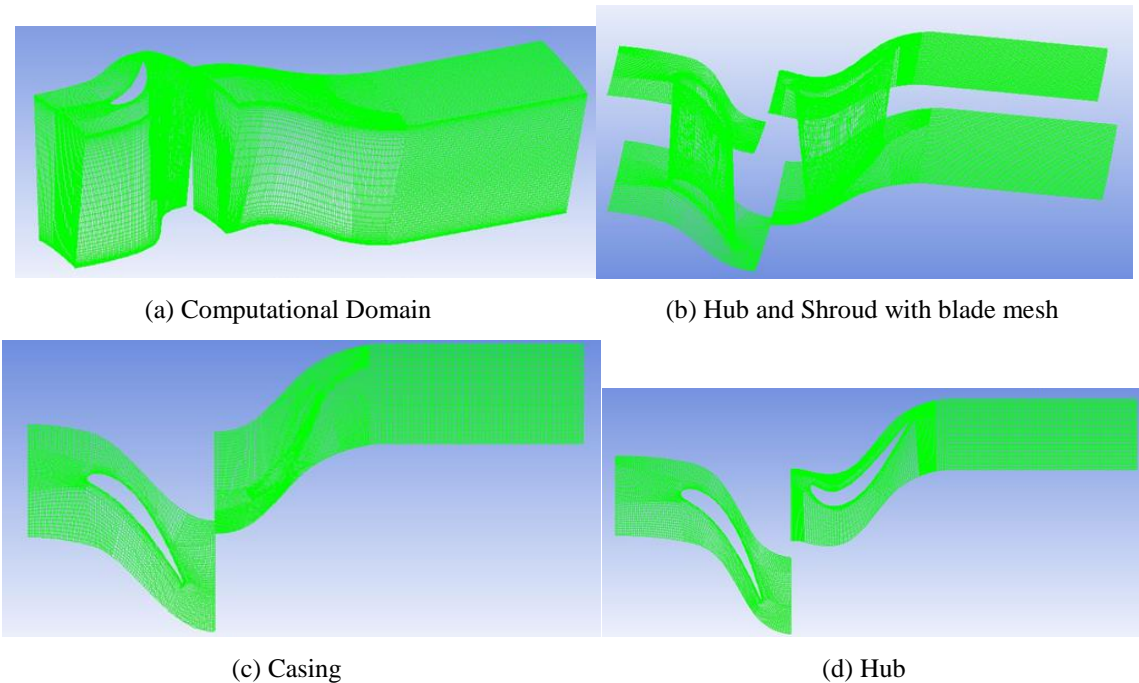 (a) Computational Domain
(b) Hub and Shroud with blade mesh
(c) Casing
(d) Hub